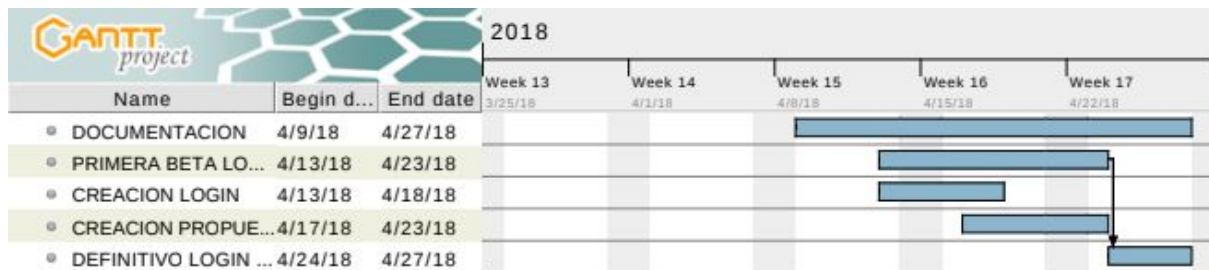 GANTT
project
2018
Week 13
Week 14
Week 15
Week 16
Week 17
3/25/18
4/1/18
4/8/18
4/15/18
4/22/18
Name Begin d... End date
DOCUMENTACION 4/9/18 4/27/18
PRIMERA BETA LO... 4/13/18 4/23/18
CREACION LOGIN 4/13/18 4/18/18
CREACION PROPUE... 4/17/18 4/23/18
DEFINITIVO LOGIN ... 4/24/18 4/27/18